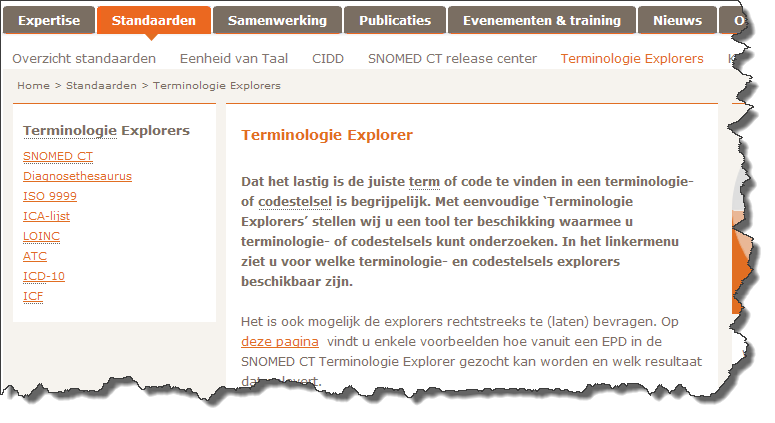 Expertise Standaarden Samenwerking Publicaties Evenementen & training Nieuws O
Overzicht standaarden Eenheid van Taal CIDD SNOMED CT release center Terminologie Explorers
Home > Standaarden > Terminologie Explorers
Terminologie Explorers
SNOMED CT
Diagnosethesaurus
ISO 9999
ICA-lijst
LOINC
ATC
ICD-10
ICF
Terminologie Explorer
Dat het lastig is de juiste term of code te vinden in een terminologie-
of codestelsel is begrijpelijk. Met eenvoudige ‘Terminologie
Explorers’ stellen wij u een tool ter beschikking waarmee u
terminologie- of codestelsels kunt onderzoeken. In het linkermenu
ziet u voor welke terminologie- en codestelsels explorers
beschikbaar zijn.
Het is ook mogelijk de explorers rechtstreeks te (laten) bevragen. Op
deze pagina vindt u enkele voorbeelden hoe vanuit een EPD in de
SNOMED CT Terminologie Explorer gezocht kan worden en welk resultaat